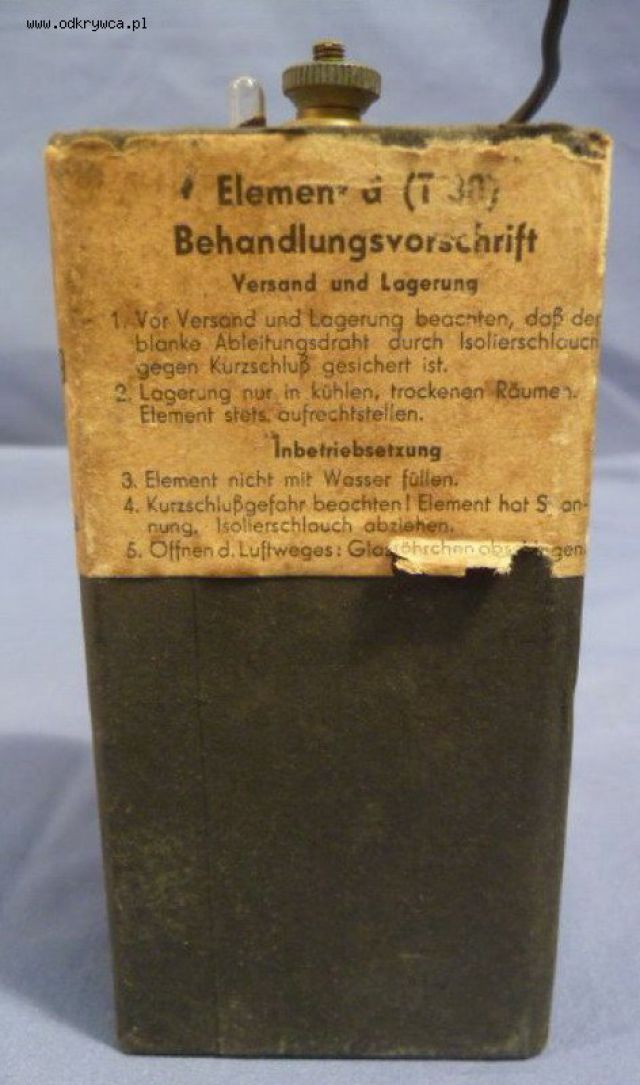 www.odkrywca.pl
(T 30)
Behandlungsvorschrift
Versand und Lagerung
1. Vor Versand und Lagerung beachten, daß der
blanke Ableitungsdraht durch Isolierschlauch
gegen Kurzschluß gesichert ist.
2. Lagerung nur in kühlen, trockenen Räumen.
Element stets aufrechtstellen.
Inbetriebsetzung
3. Element nicht mit Wasser füllen.
4. Kurzschlußgefahr beachten! Element hat
nung. Isolierschlauch abziehen.
5. Öffnen d. Luftweges: